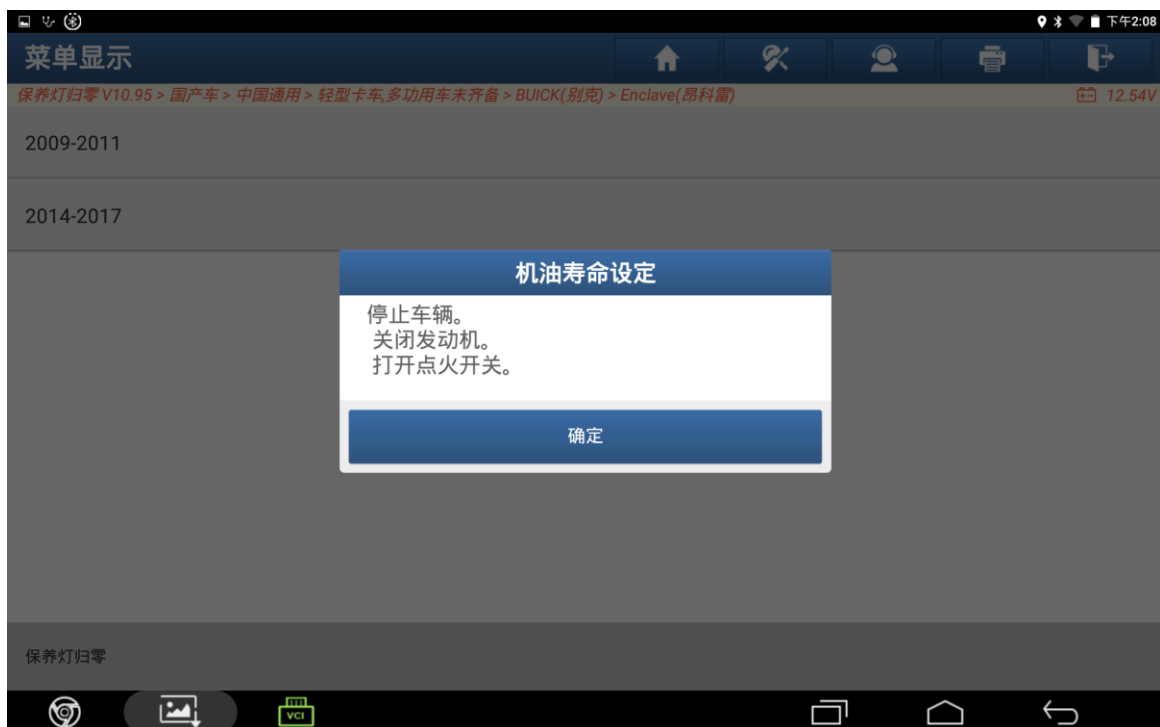 下午2:08
菜单显示
保养灯归零 V10.95 > 国产车 > 中国通用 > 轻型卡车,多功用车未齐备 > BUICK(别克) > Enclave(昂科雷)
12.54V
2009-2011
2014-2017
机油寿命设定
停止车辆。
关闭发动机。
打开点火开关。
确定
保养灯归零
VCI